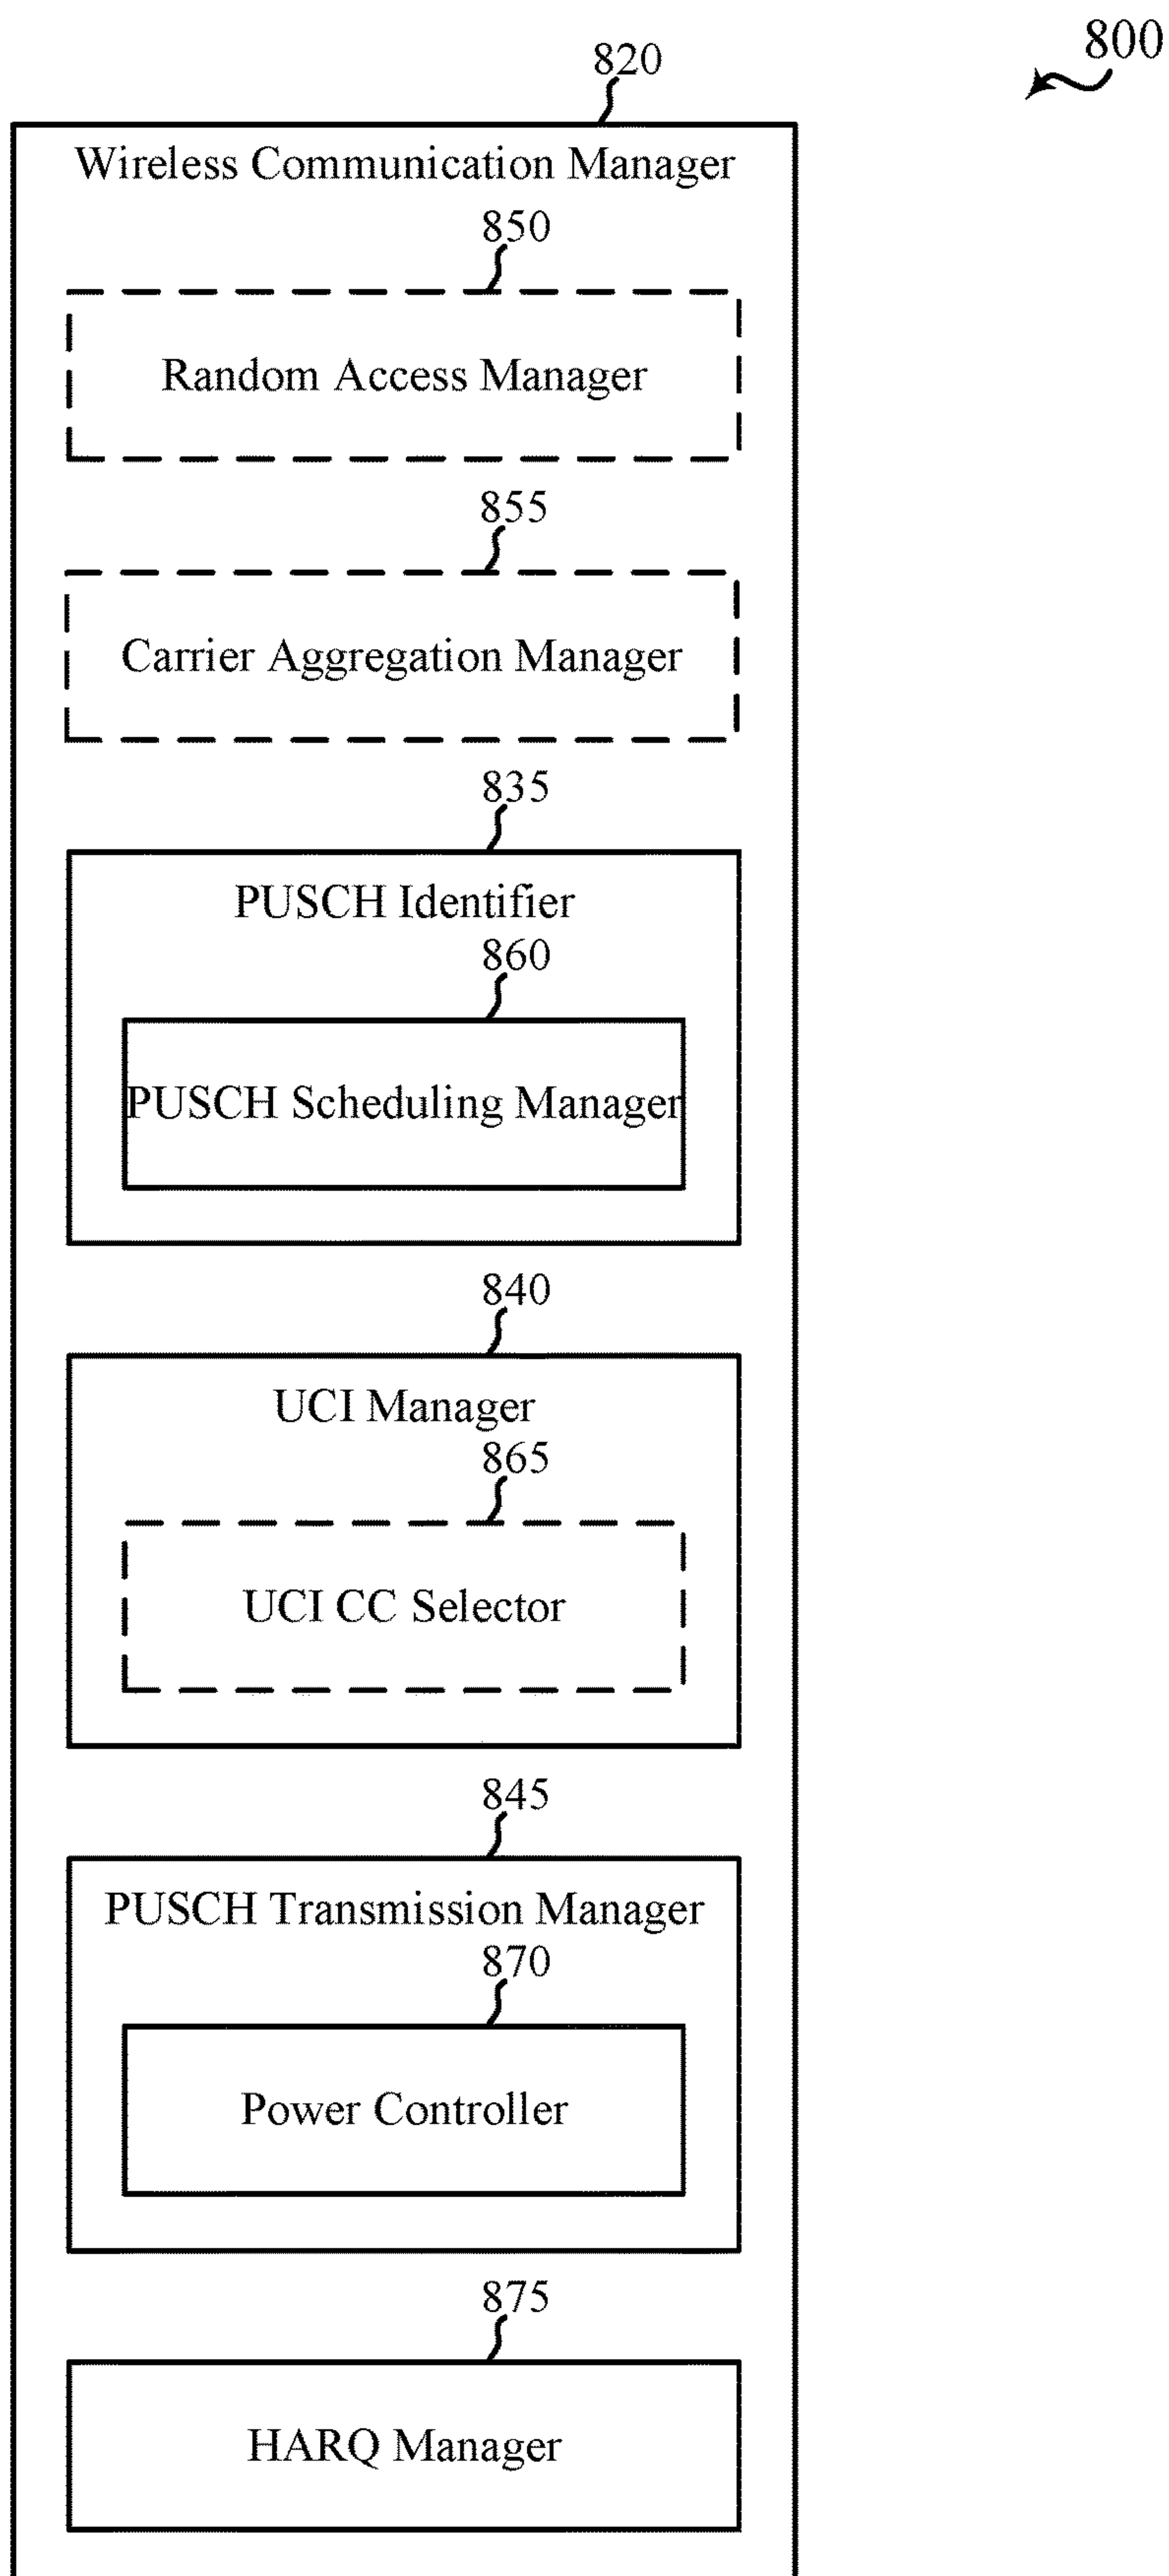 800
820
Wireless Communication Manager
850
Random Access Manager
855
Carrier Aggregation Manager
835
PUSCH Identifier
860
PUSCH Scheduling Manager
840
UCI Manager
865
UCI CC Selector
845
PUSCH Transmission Manager
870
Power Controller
875
HARQ Manager